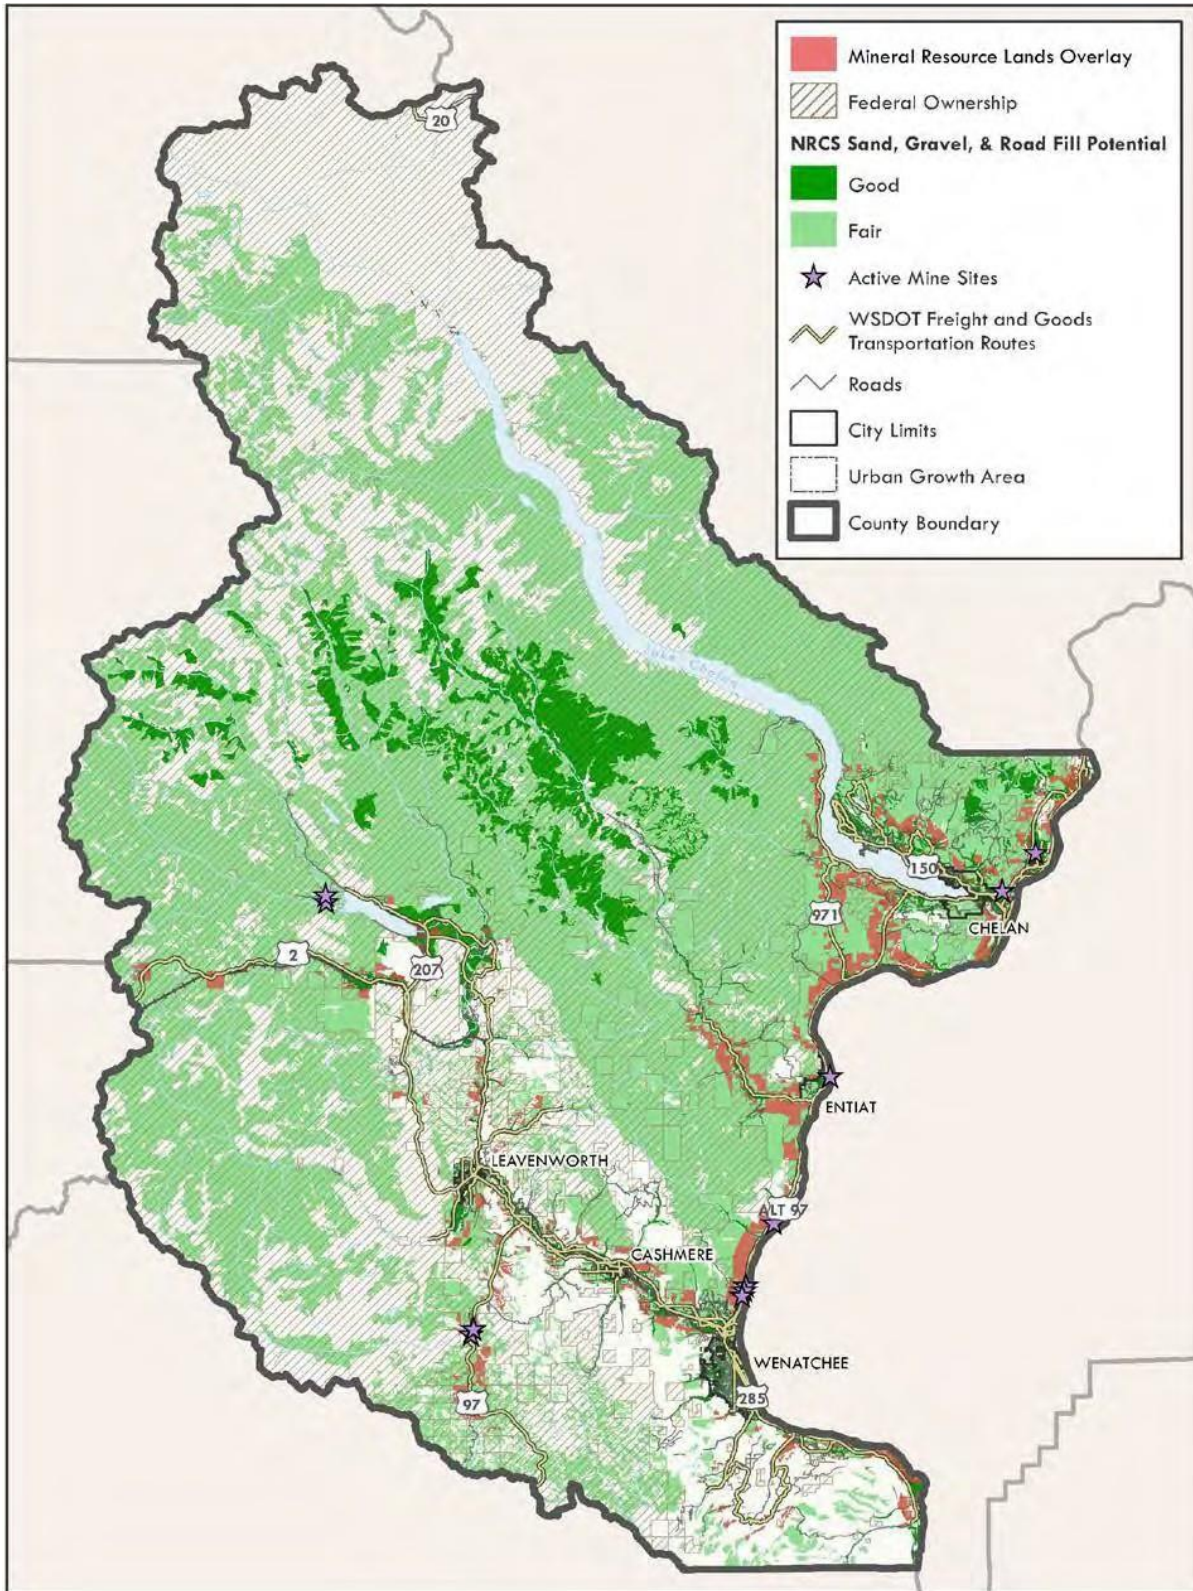 Mineral Resource Lands Overlay
Federal Ownership
NRCS Sand, Gravel, & Road Fill Potential
Good
Fair
Active Mine Sites
WSDOT Freight and Goods
Transportation Routes
Roads
City Limits
Urban Growth Area
County Boundary
20
Lake Chelan
150
971
CHELAN
2
207
ENTIAT
LEAVENWORTH
ALT 97
CASHMERE
WENATCHEE
285
97